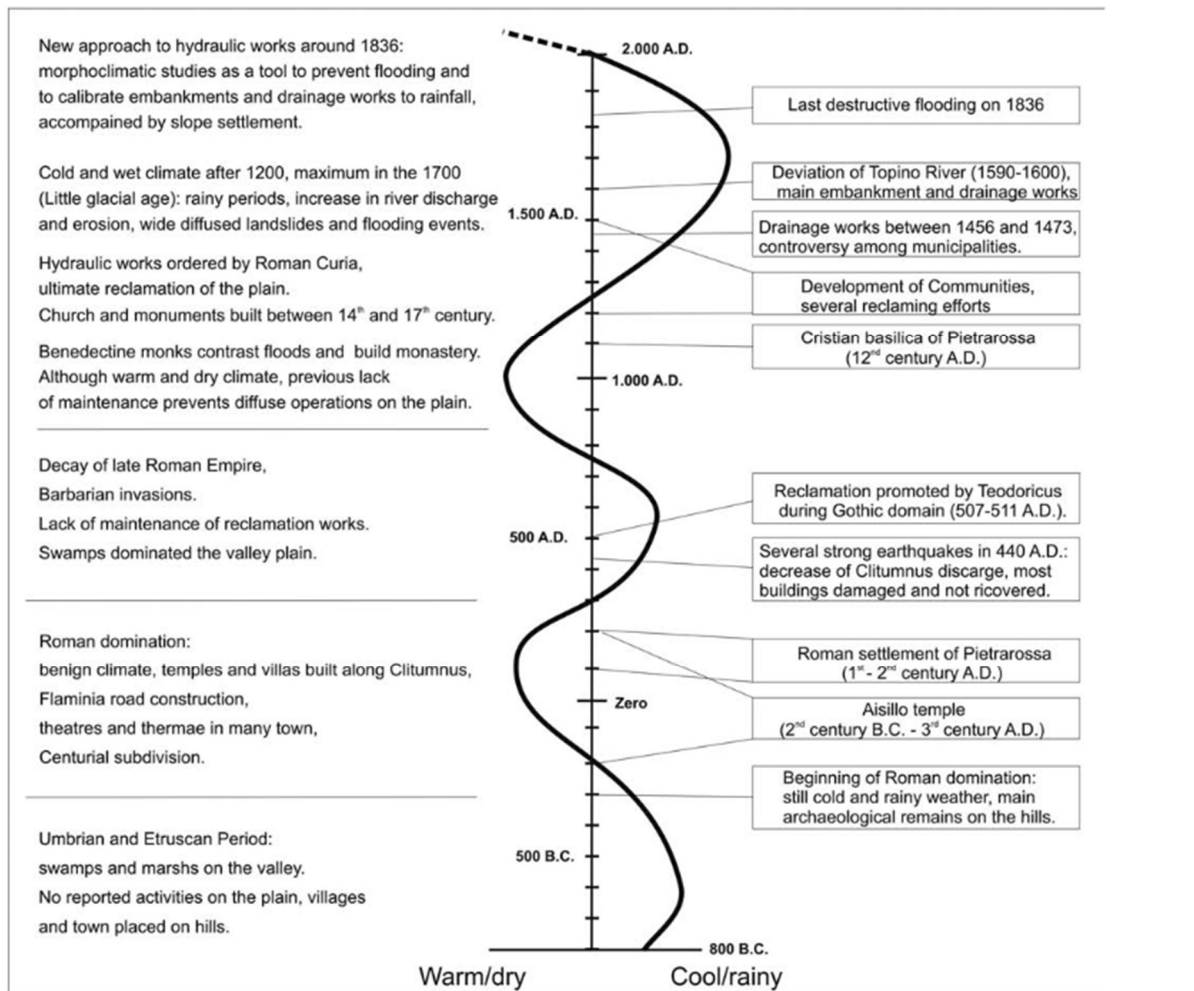 New approach to hydraulic works around 1836:
morphoclimatic studies as a tool to prevent flooding and
to calibrate embankments and drainage works to rainfall,
accompained by slope settlement.
Cold and wet climate after 1200, maximum in the 1700
(Little glacial age): rainy periods, increase in river discharge
and erosion, wide diffused landslides and flooding events.
Hydraulic works ordered by Roman Curia,
ultimate reclamation of the plain.
Church and monuments built between 14th and 17th century.
Benedectine monks contrast floods and build monastery.
Although warm and dry climate, previous lack
of maintenance prevents diffuse operations on the plain.
Decay of late Roman Empire,
Barbarian invasions.
Lack of maintenance of reclamation works.
Swamps dominated the valley plain.
Roman domination:
benign climate, temples and villas built along Clitumnus,
Flaminia road construction,
theatres and thermae in many town,
Centurial subdivision.
Umbrian and Etruscan Period:
swamps and marshs on the valley.
No reported activities on the plain, villages
and town placed on hills.
2.000 A.D.
1.500 A.D.
1.000 A.D.
500 A.D.
Zero
500 B.C.
800 B.C.
Warm/dry
Cool/rainy
Last destructive flooding on 1836
Deviation of Topino River (1590-1600),
main embankment and drainage works
Drainage works between 1456 and 1473,
controversy among municipalities.
Development of Communities,
several reclaming efforts
Cristian basilica of Pietrarossa
(12nd century A.D.)
Reclamation promoted by Teodoricus
during Gothic domain (507-511 A.D.).
Several strong earthquakes in 440 A.D.:
decrease of Clitumnus discarge, most
buildings damaged and not ricovered.
Roman settlement of Pietrarossa
(1st - 2nd century A.D.)
Aisillo temple
(2nd century B.C. - 3rd century A.D.)
Beginning of Roman domination:
still cold and rainy weather, main
archaeological remains on the hills.